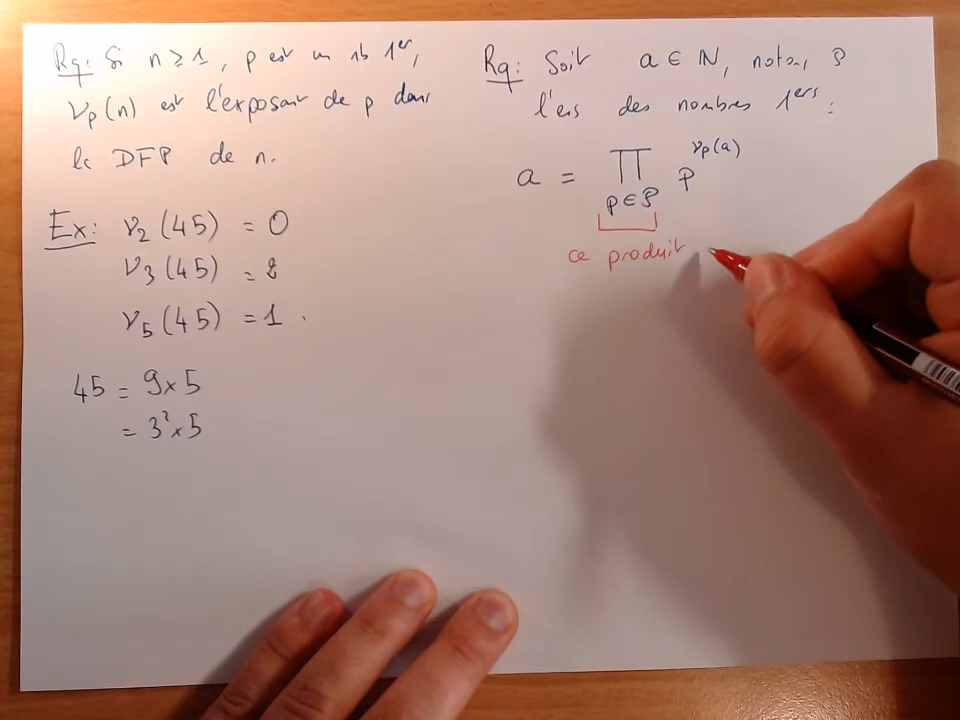 Rq: Si n ≥ 1, p est un nb 1er,
νp(n) est l'exposant de p dans
la DFP de n.
Ex: ν2(45) = 0
ν3(45) = 2
ν5(45) = 1.
45 = 9×5
= 3²×5
Rq: Soit a ∈ ℕ, notons 𝒫
l'ens des nombres 1ers:
a = ∏ p∈𝒫 p^νp(a)
ce produit